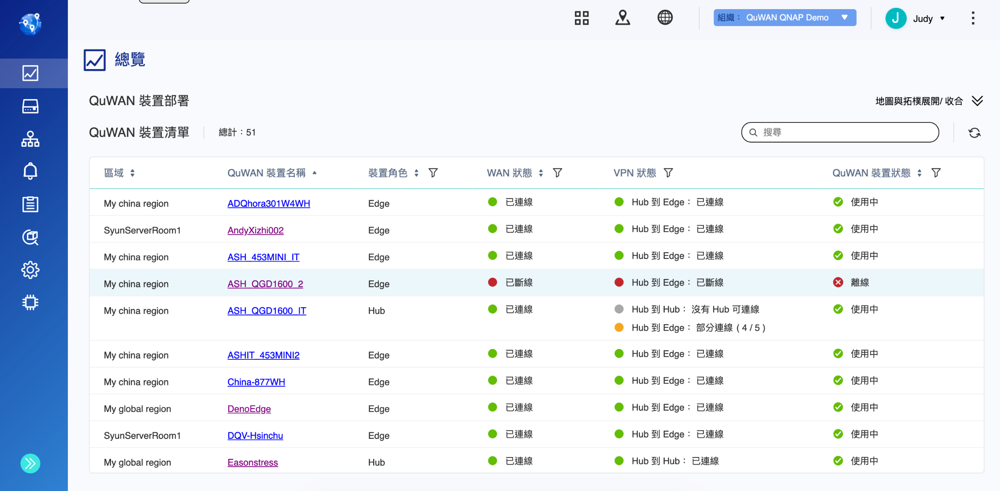 組織： QuWAN QNAP Demo
J Judy
總覽
QuWAN 裝置部署
地圖與拓樸展開/ 收合
QuWAN 裝置清單 總計：51
搜尋
區域 QuWAN 裝置名稱 裝置角色 WAN 狀態 VPN 狀態 QuWAN 裝置狀態
My china region ADQhora301W4WH Edge 已連線 Hub 到 Edge： 已連線 使用中
SyunServerRoom1 AndyXizhi002 Edge 已連線 Hub 到 Edge： 已連線 使用中
My china region ASH_453MINI_IT Edge 已連線 Hub 到 Edge： 已連線 使用中
My china region ASH_QGD1600_2 Edge 已斷線 Hub 到 Edge： 已斷線 離線
My china region ASH_QGD1600_IT Hub 已連線 Hub 到 Hub： 沒有 Hub 可連線 使用中
Hub 到 Edge： 部分連線 ( 4 / 5 )
My china region ASHIT_453MINI2 Edge 已連線 Hub 到 Edge： 已連線 使用中
My china region China-877WH Edge 已連線 Hub 到 Edge： 已連線 使用中
My global region DenoEdge Edge 已連線 Hub 到 Edge： 已連線 使用中
SyunServerRoom1 DQV-Hsinchu Edge 已連線 Hub 到 Edge： 已連線 使用中
My global region Easonstress Hub 已連線 Hub 到 Hub： 已連線 使用中